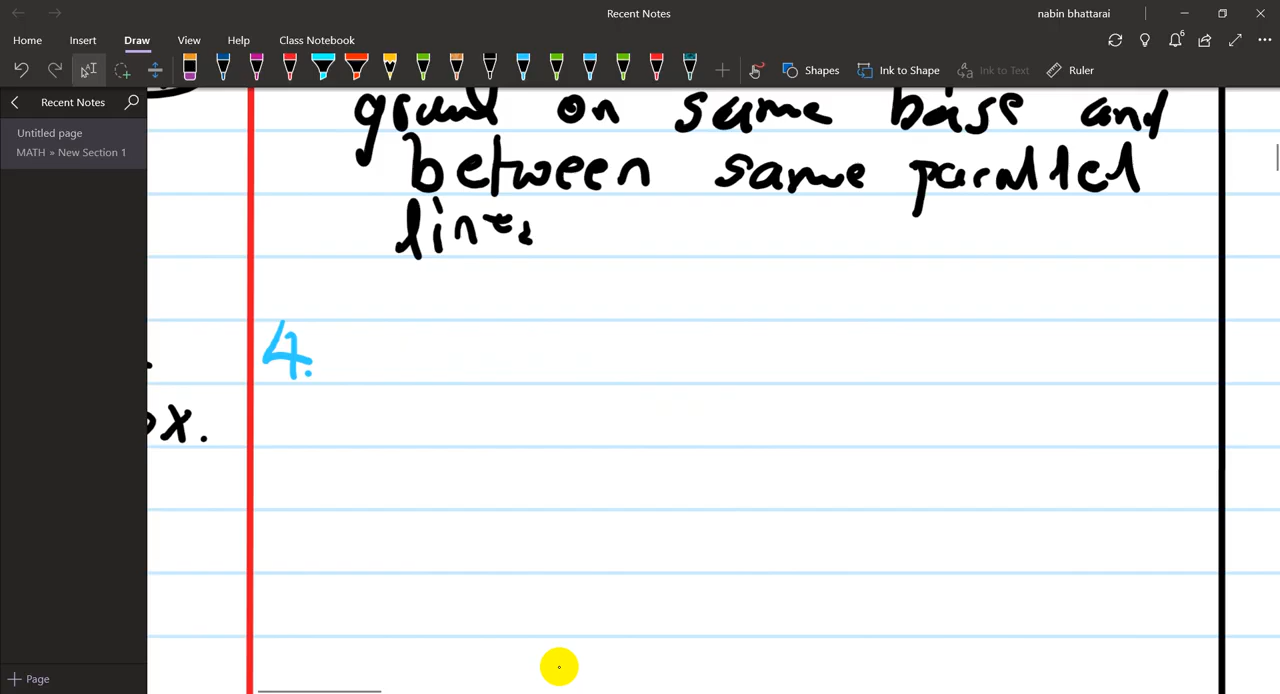 Recent Notes
nabin bhattarai
Home Insert Draw View Help Class Notebook
Shapes Ink to Shape Ink to Text Ruler
Recent Notes
Untitled page
MATH » New Section 1
on same base and
between same parallel
lines
4.
ox.
Page